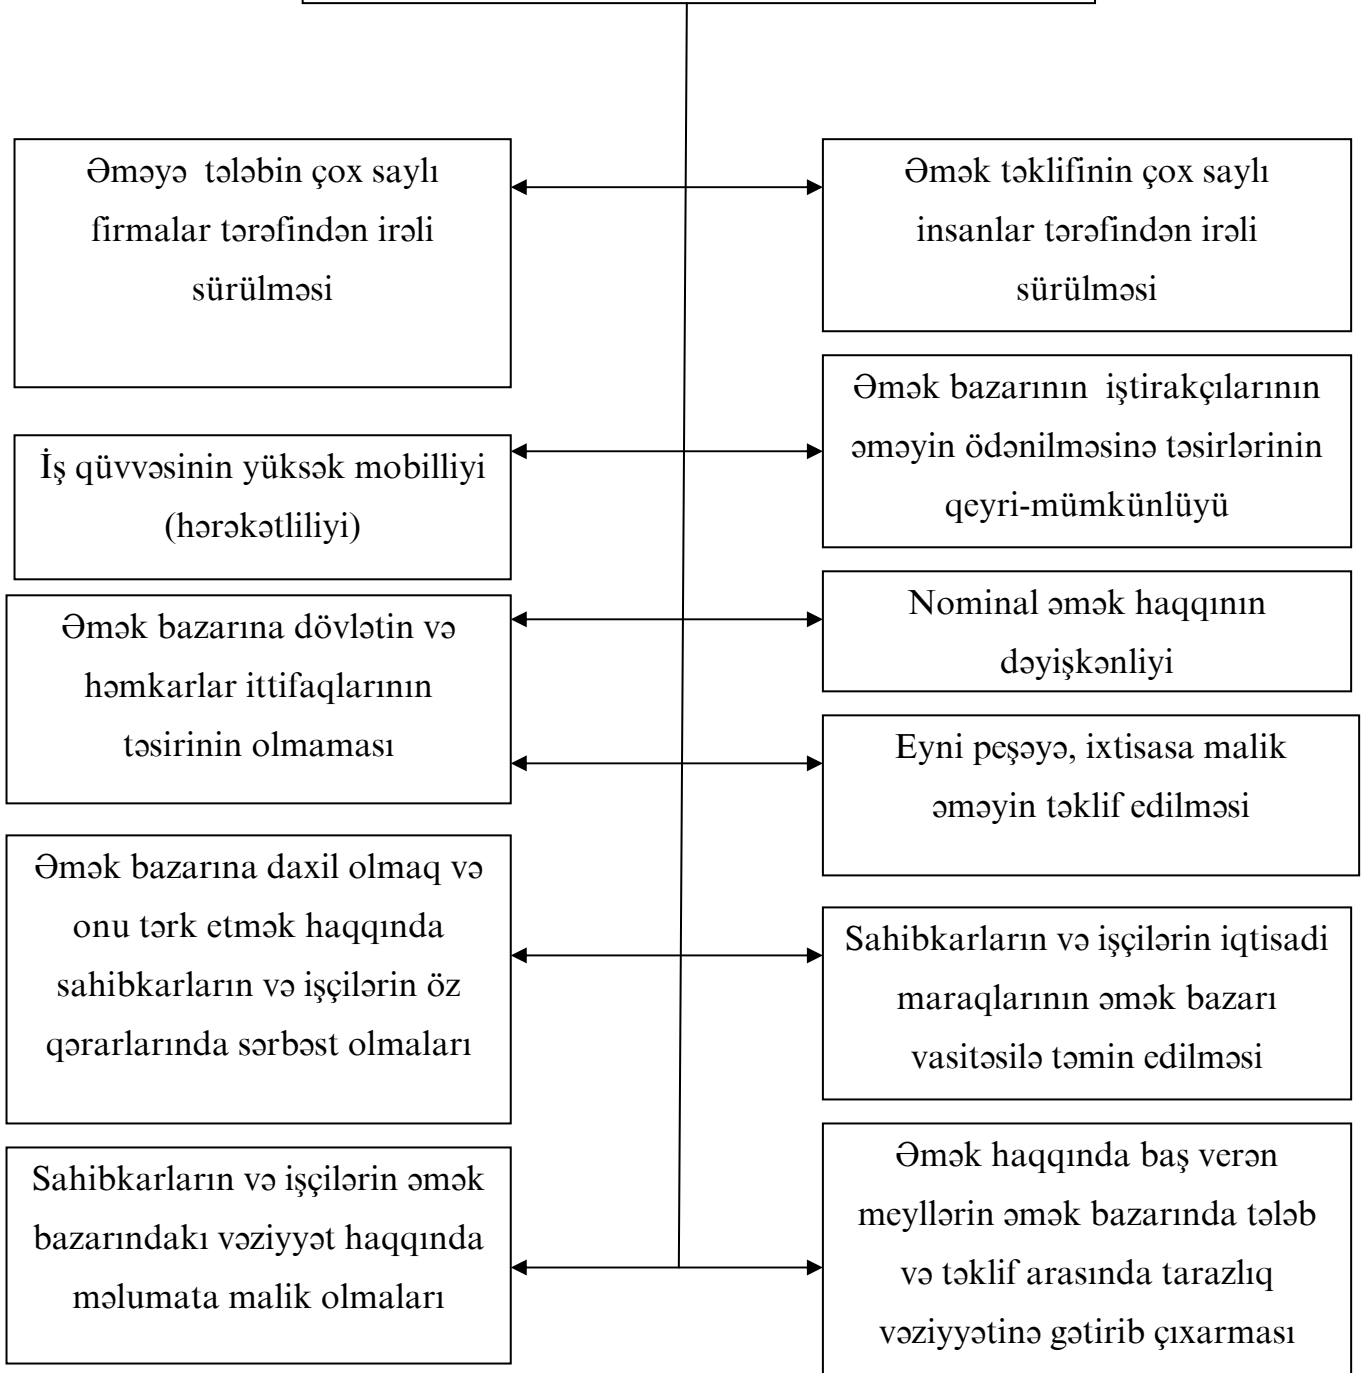 Əməyə tələbin çox saylı
firmalar tərəfindən irəli
sürülməsi
Əmək təklifinin çox saylı
insanlar tərəfindən irəli
sürülməsi
İş qüvvəsinin yüksək mobilliyi
(hərəkətliliyi)
Əmək bazarının iştirakçılarının
əməyin ödənilməsinə təsirlərinin
qeyri-mümkünlüyü
Əmək bazarına dövlətin və
həmkarlar ittifaqlarının
təsirinin olmaması
Nominal əmək haqqının
dəyişkənliyi
Eyni peşəyə, ixtisasa malik
əməyin təklif edilməsi
Əmək bazarına daxil olmaq və
onu tərk etmək haqqında
sahibkarların və işçilərin öz
qərarlarında sərbəst olmaları
Sahibkarların və işçilərin iqtisadi
maraqlarının əmək bazarı
vasitəsilə təmin edilməsi
Sahibkarların və işçilərin əmək
bazarındakı vəziyyət haqqında
məlumata malik olmaları
Əmək haqqında baş verən
meyllərin əmək bazarında tələb
və təklif arasında tarazlıq
vəziyyətinə gətirib çıxarması